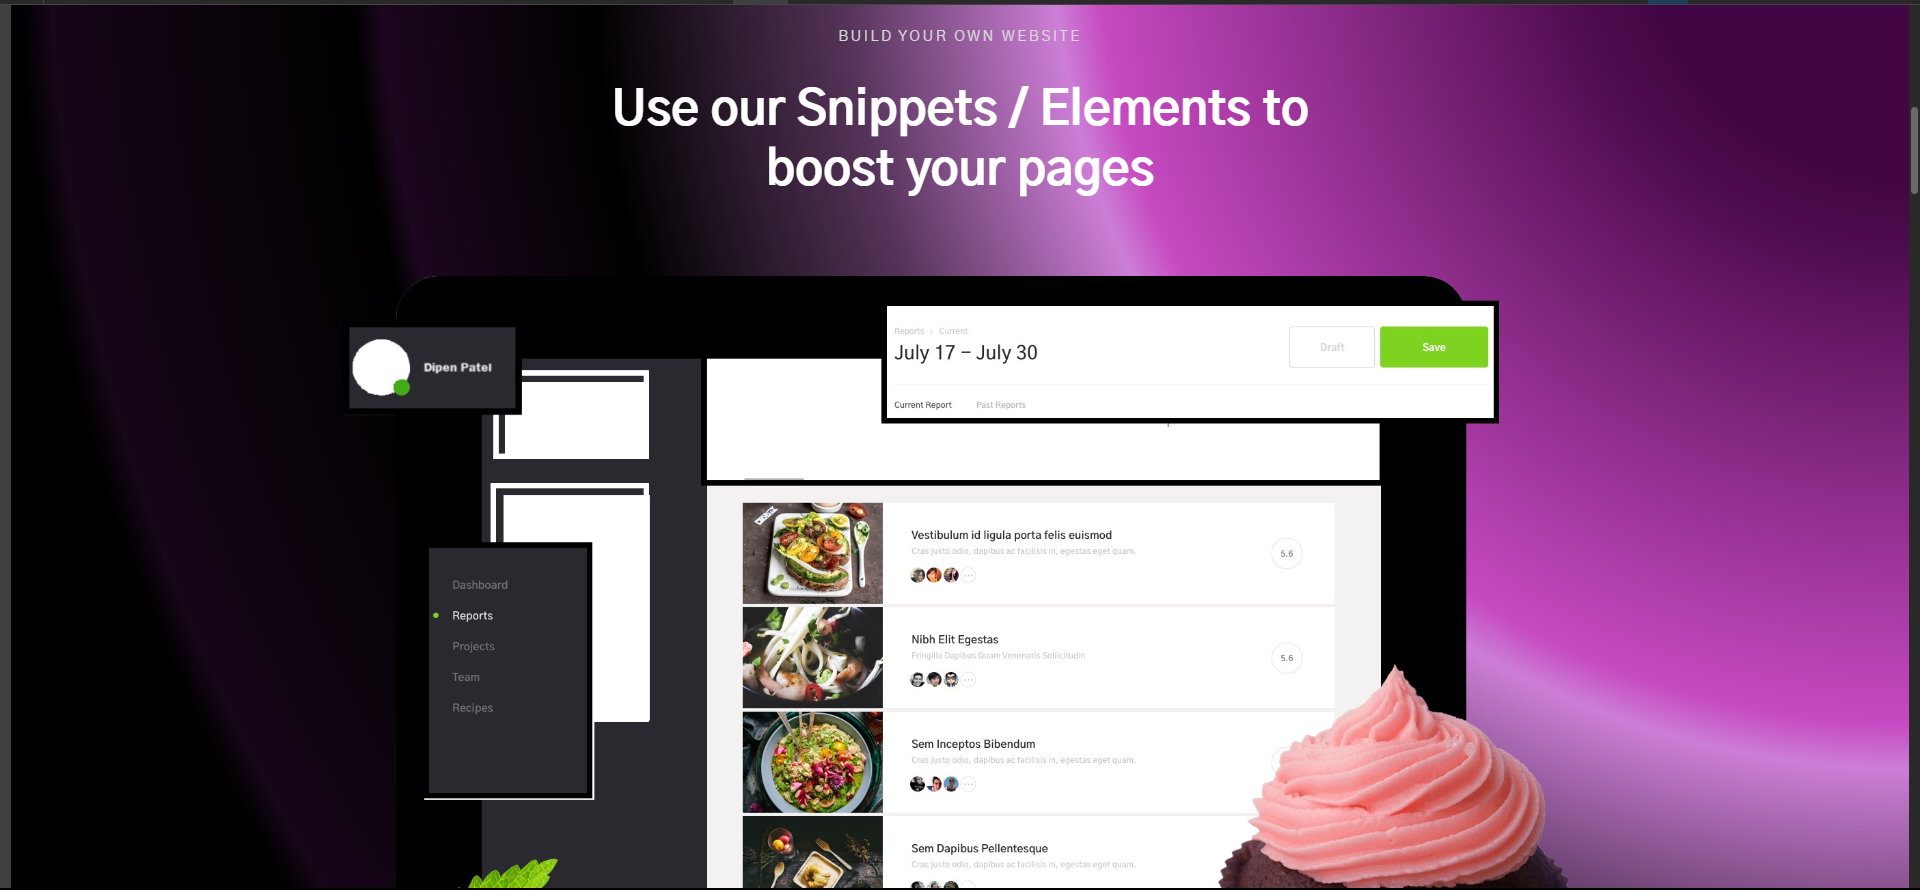 BUILD YOUR OWN WEBSITE
Use our Snippets / Elements to
boost your pages
Dipen Patel
Reports › Current
July 17 – July 30
Draft
Save
Current Report
Past Reports
Dashboard
Reports
Projects
Team
Recipes
Vestibulum id ligula porta felis euismod
Cras justo odio, dapibus ac facilisis in, egestas eget quam.
5.6
Nibh Elit Egestas
Fringilla Dapibus Quam Venenatis Sollicitudin
5.6
Sem Inceptos Bibendum
Cras justo odio, dapibus ac facilisis in, egestas eget quam.
Sem Dapibus Pellentesque
Cras justo odio, dapibus ac facilisis in, egestas eget quam.